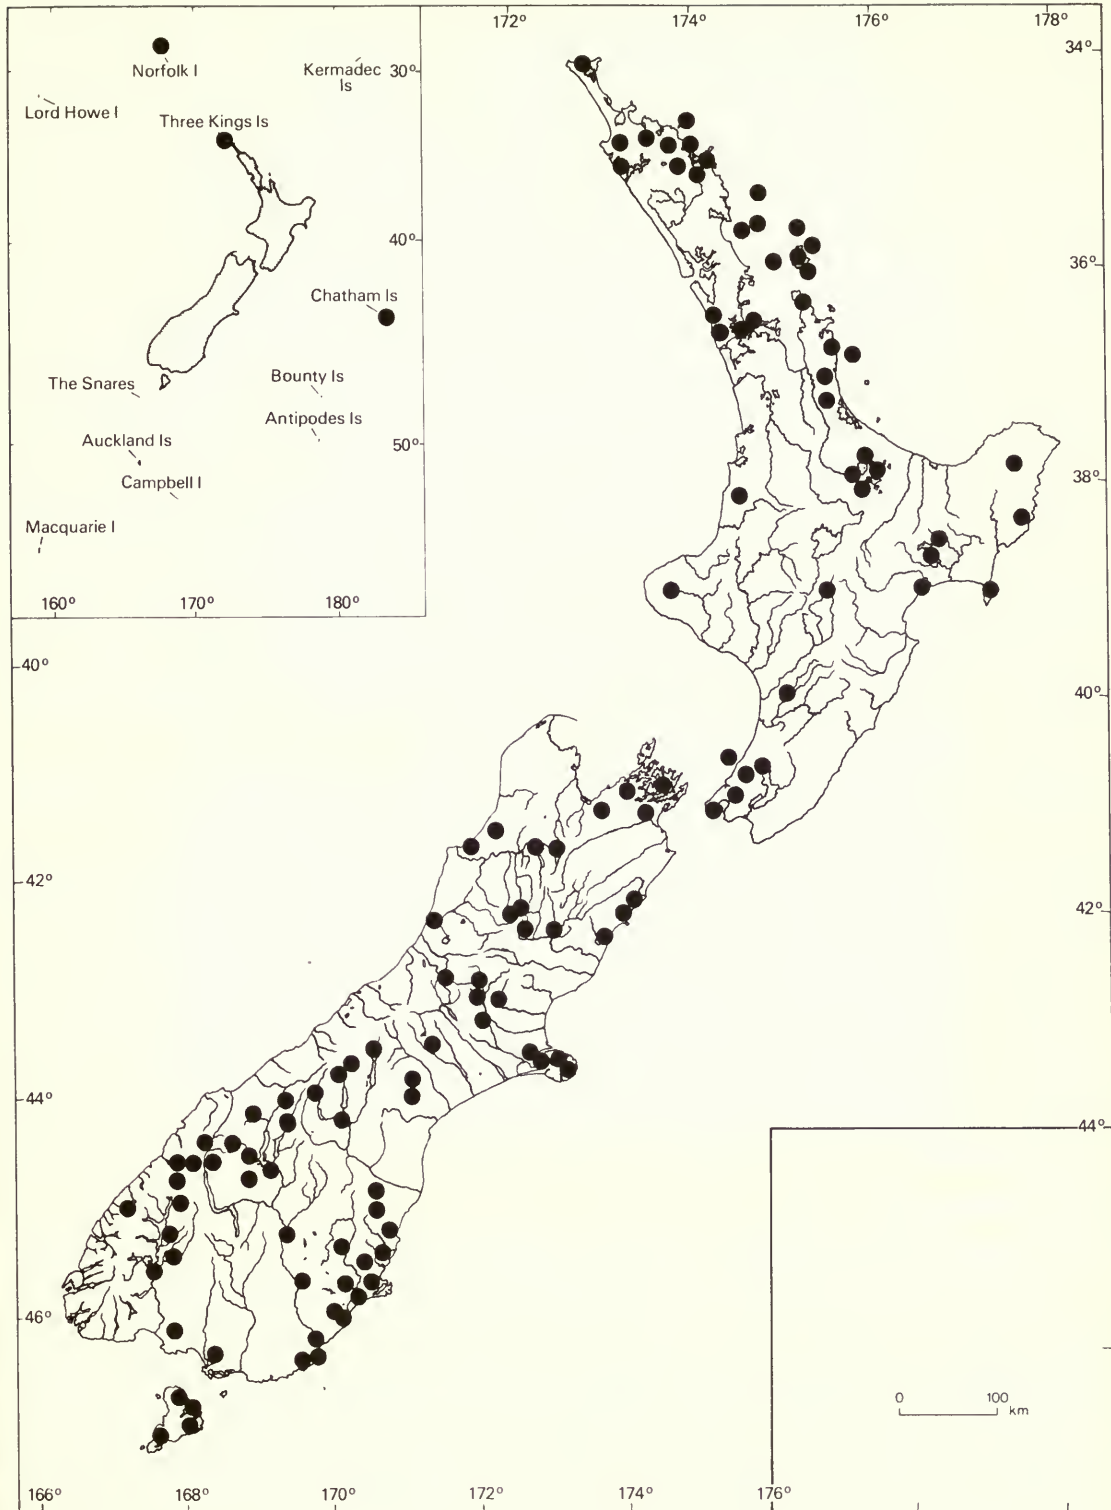 172°
174°
176°
178°
34°
Norfolk I
Kermadec
Is
30°
Lord Howe I
Three Kings Is
40°
36°
Chatham Is
The Snares
Bounty Is
Antipodes Is
Auckland Is
50°
Campbell I
38°
Macquarie I
160°
170°
180°
40°
40°
42°
42°
44°
44°
46°
0
100
km
166°
168°
170°
172°
174°
176°